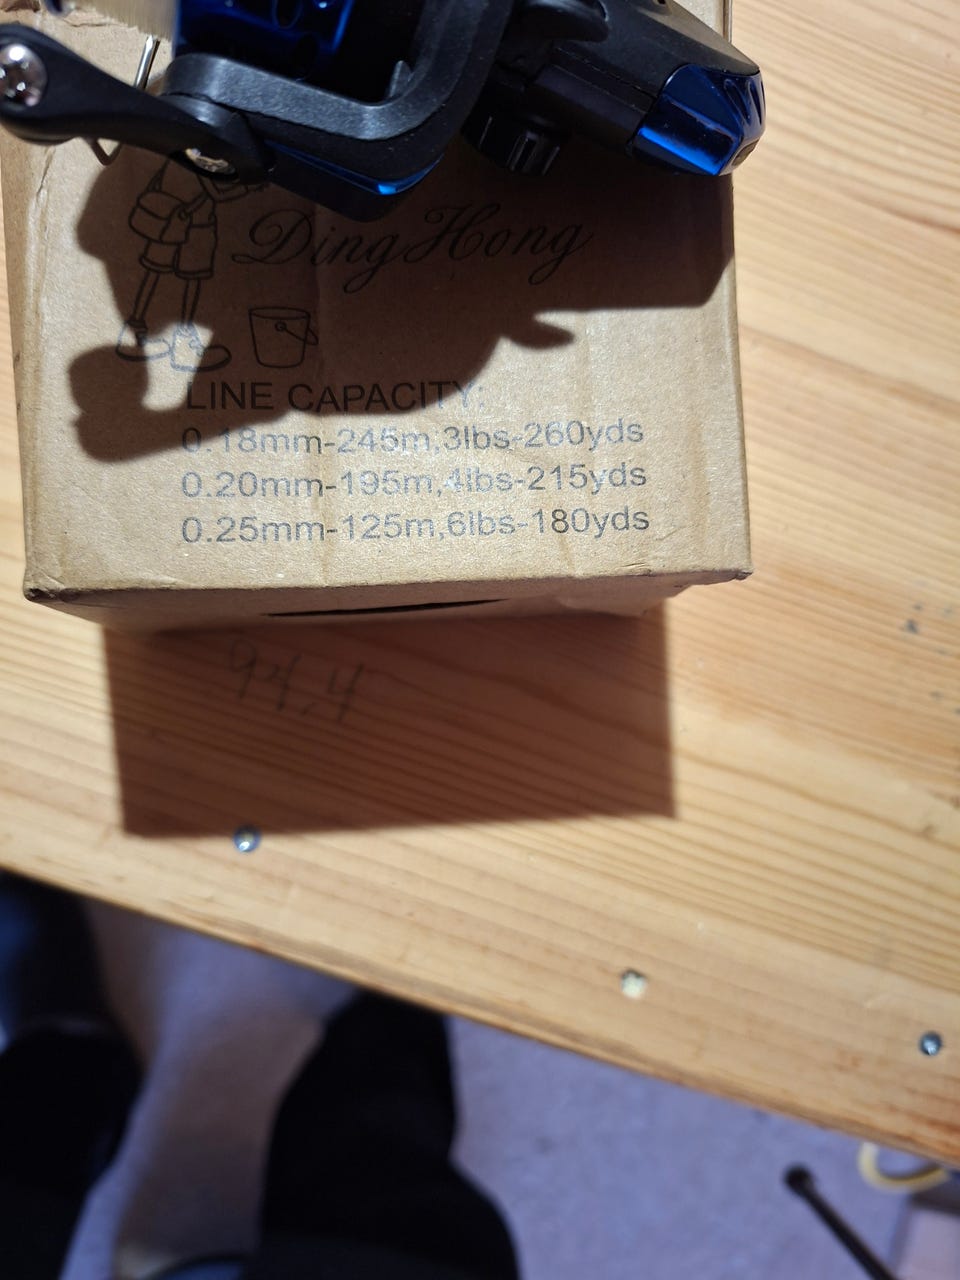 DingHong
LINE CAPACITY:
0.18mm-245m,3lbs-260yds
0.20mm-195m,4lbs-215yds
0.25mm-125m,6lbs-180yds
94,4